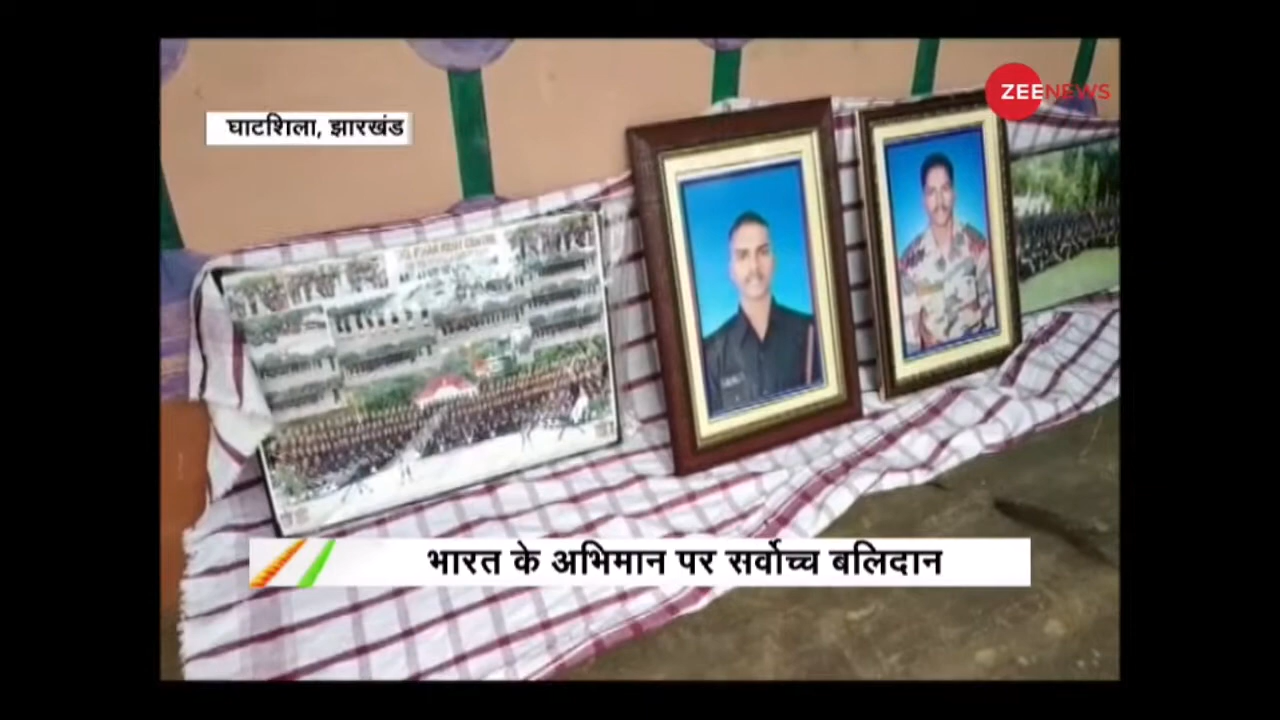 ZEE NEWS
घाटशिला, झारखंड
भारत के अभिमान पर सर्वोच्च बलिदान